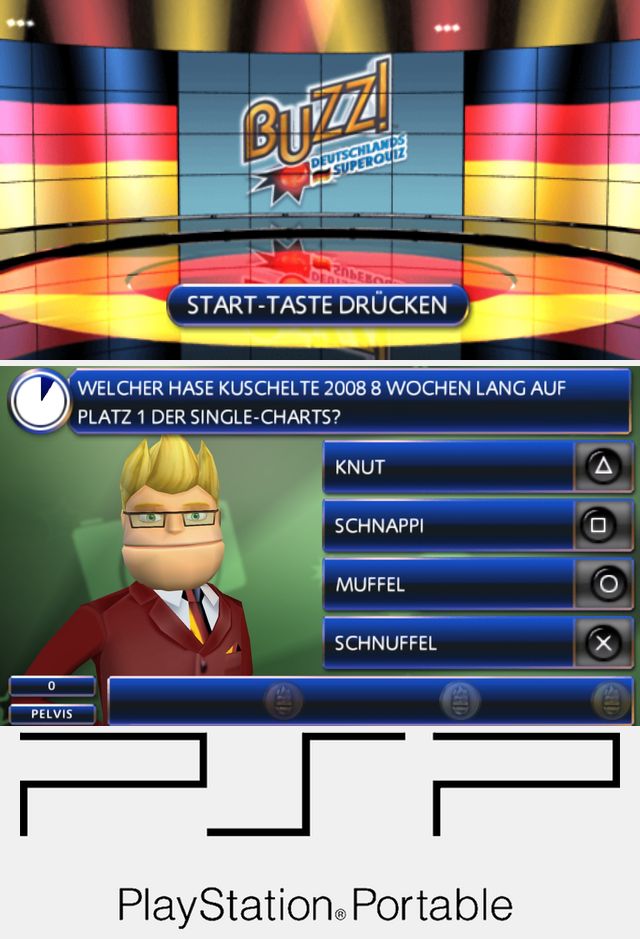 BUZZ!
DEUTSCHLANDS
SUPERQUIZ
START-TASTE DRÜCKEN
WELCHER HASE KUSCHELTE 2008 8 WOCHEN LANG AUF
PLATZ 1 DER SINGLE-CHARTS?
KNUT
SCHNAPPI
MUFFEL
SCHNUFFEL
0
PELVIS
PSP
PlayStation®Portable